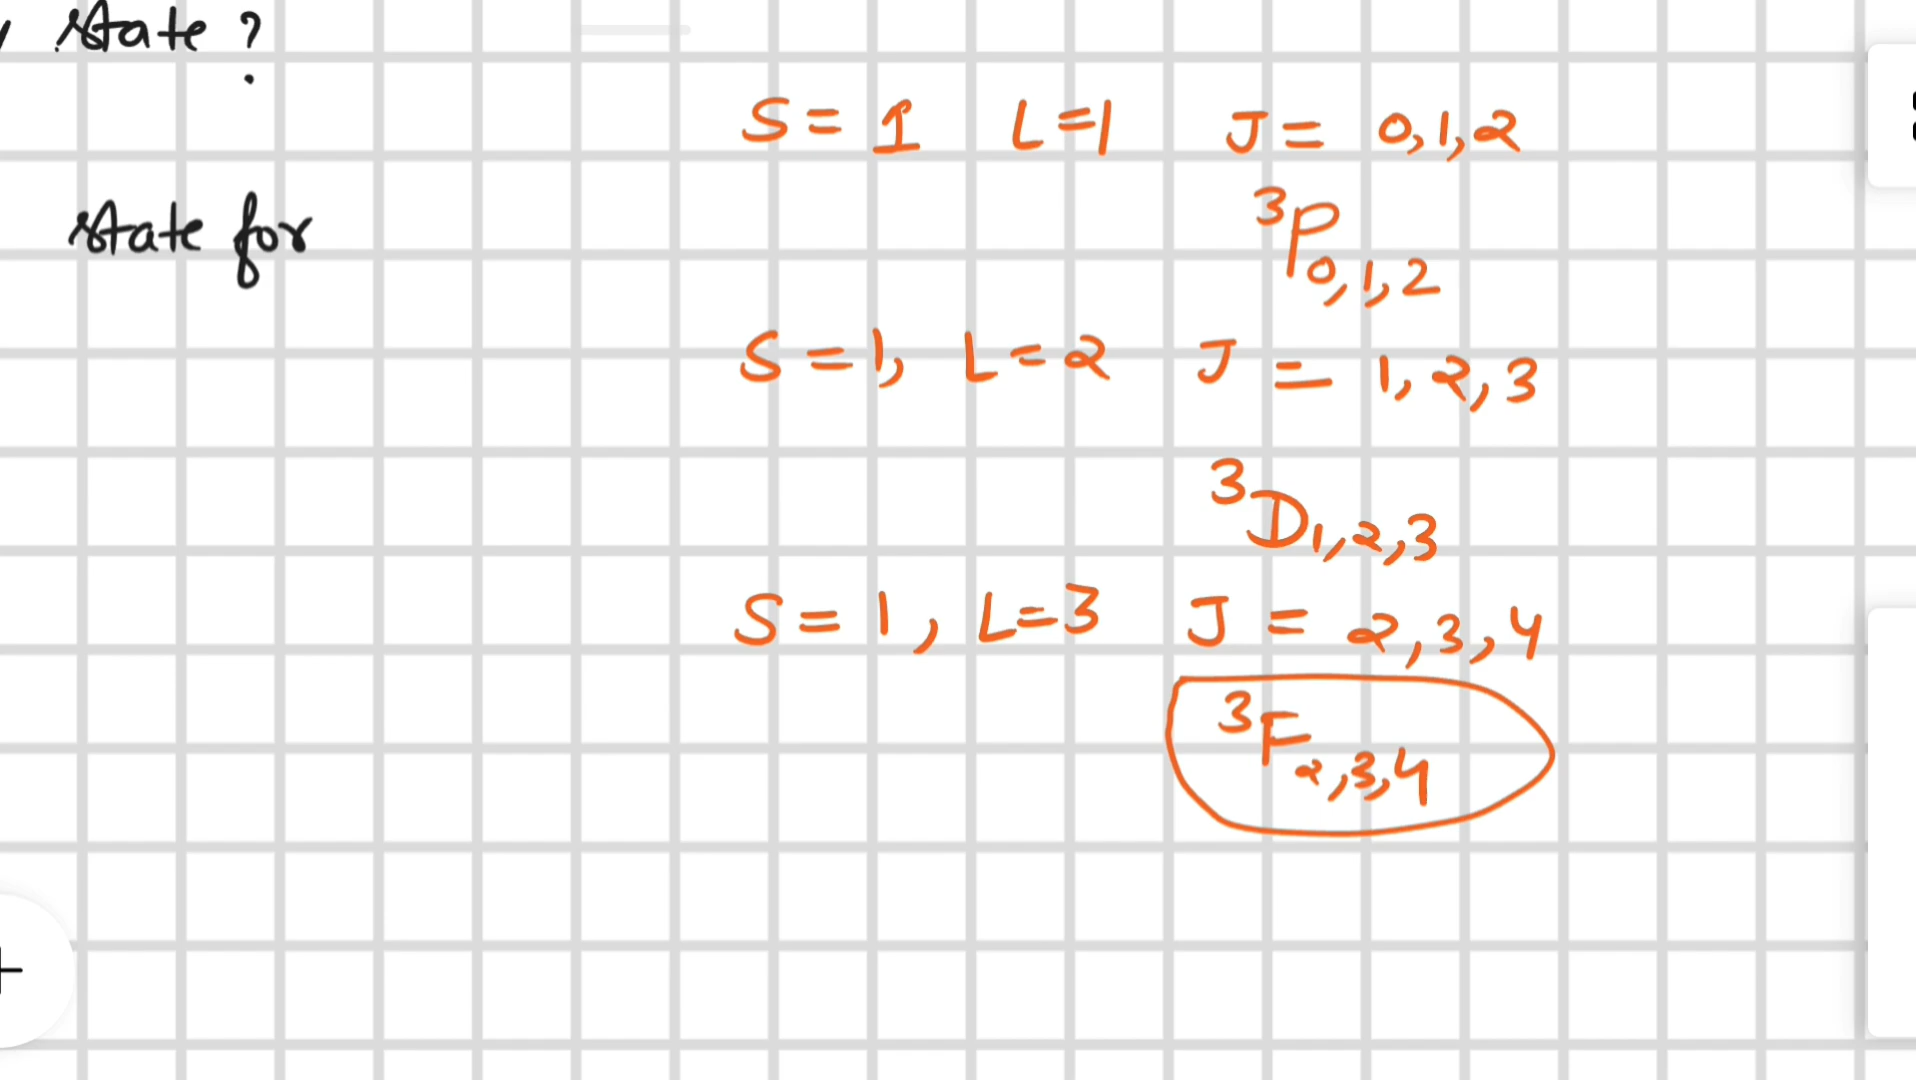 state ?
S = 1 L = 1 J = 0, 1, 2
state for
³P₀,₁,₂
S = 1, L = 2 J = 1, 2, 3
³D₁,₂,₃
S = 1, L = 3 J = 2, 3, 4
³F₂,₃,₄